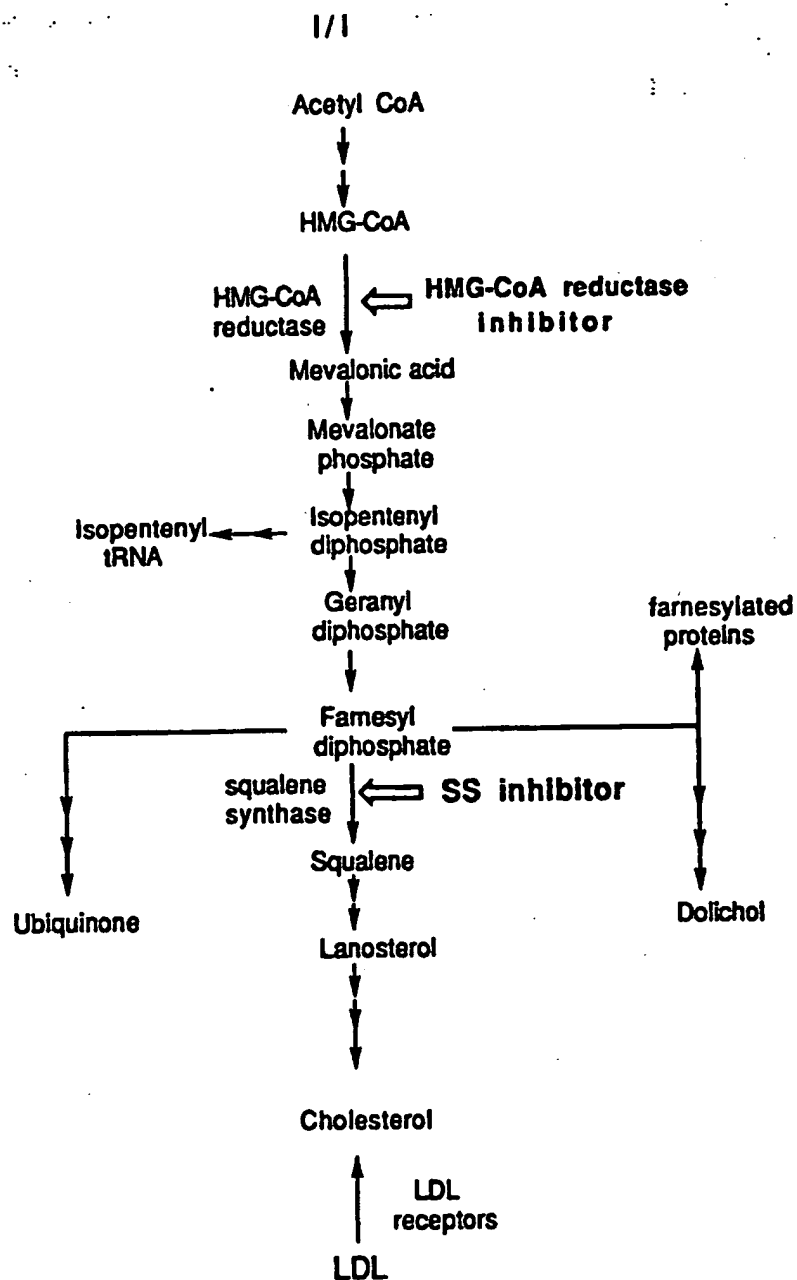 1/1
Acetyl CoA
HMG-CoA
HMG-CoA
reductase
HMG-CoA reductase
inhibitor
Mevalonic acid
Mevalonate
phosphate
Isopentenyl
tRNA
Isopentenyl
diphosphate
Geranyl
diphosphate
farnesylated
proteins
Farnesyl
diphosphate
squalene
synthase
SS inhibitor
Squalene
Ubiquinone
Dolichol
Lanosterol
Cholesterol
LDL
receptors
LDL